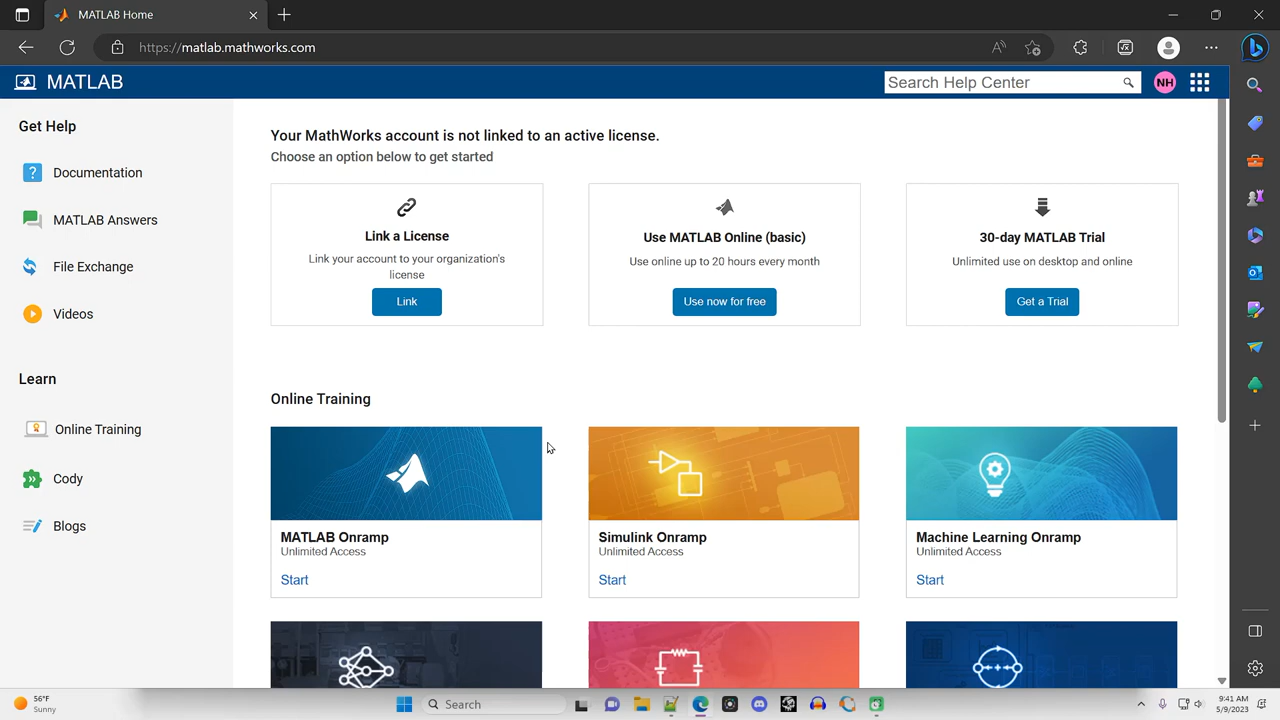 MATLAB Home
https://matlab.mathworks.com
MATLAB
Search Help Center
NH
Get Help
Documentation
MATLAB Answers
File Exchange
Videos
Learn
Online Training
Cody
Blogs
Your MathWorks account is not linked to an active license.
Choose an option below to get started
Link a License
Link your account to your organization's
license
Link
Use MATLAB Online (basic)
Use online up to 20 hours every month
Use now for free
30-day MATLAB Trial
Unlimited use on desktop and online
Get a Trial
Online Training
MATLAB Onramp
Unlimited Access
Start
Simulink Onramp
Unlimited Access
Start
Machine Learning Onramp
Unlimited Access
Start
56°F
Sunny
Search
9:41 AM
5/9/2023